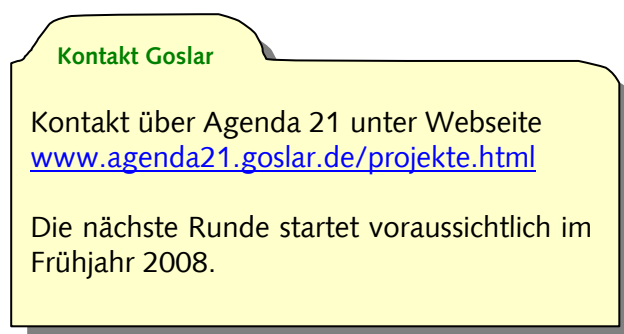 Kontakt Goslar
Kontakt über Agenda 21 unter Webseite
www.agenda21.goslar.de/projekte.html
Die nächste Runde startet voraussichtlich im
Frühjahr 2008.